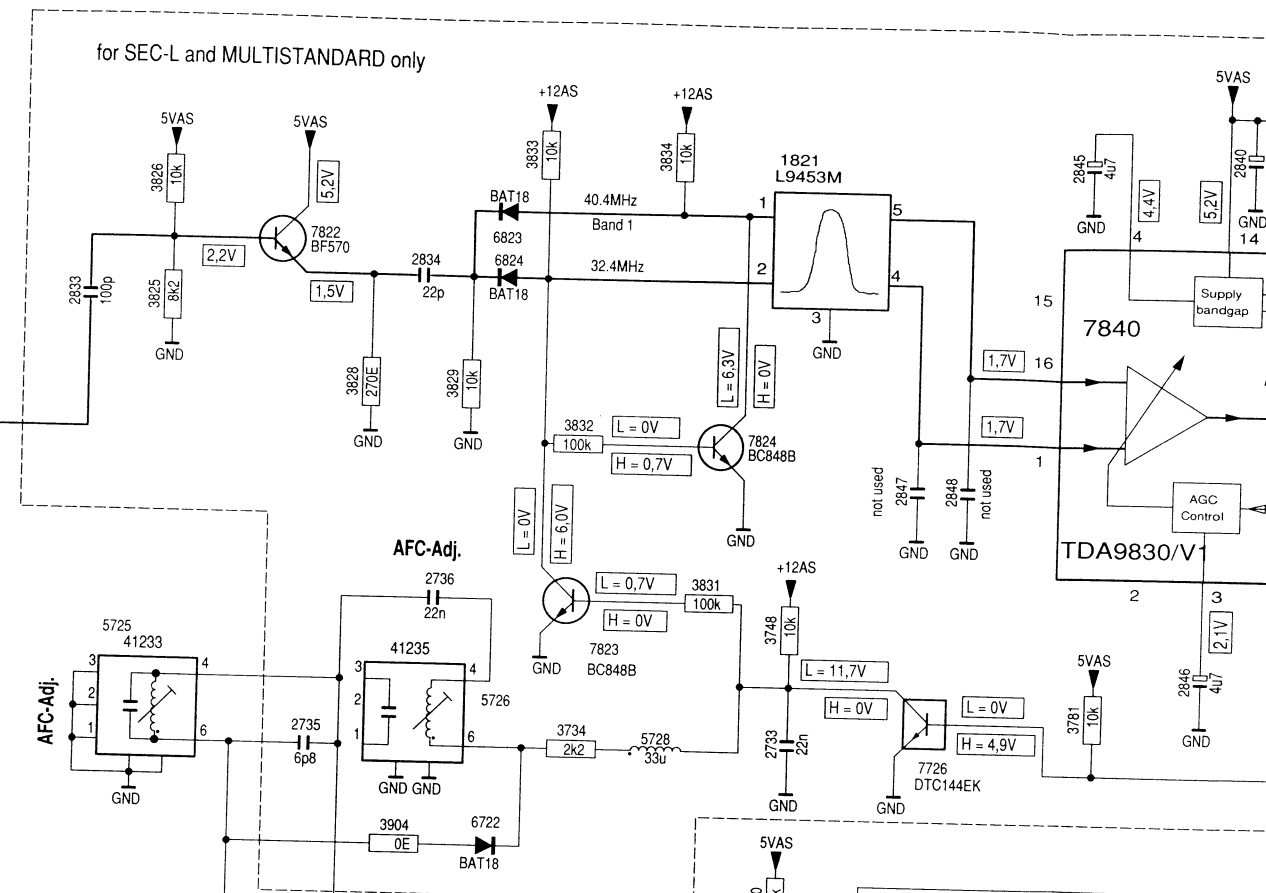 for SEC-L and MULTISTANDARD only
5VAS
5VAS
+12AS
+12AS
5VAS
3826
10k
5,2V
3833
10k
3834
10k
1821
L9453M
2845
4u7
4,4V
5,2V
2840
GND
GND
4
14
BAT18
40.4MHz
Band 1
6823
1
5
7822
BF570
2,2V
2834
22p
6824
BAT18
32.4MHz
2
4
3
GND
1,5V
2833
100p
3825
8k2
GND
15
Supply
bandgap
7840
3828
270E
GND
3829
10k
GND
L = 6,3V
H = 0V
1,7V
16
1,7V
1
3832
100k
L = 0V
H = 0,7V
7824
BC848B
GND
not used
2847
2848
not used
GND
GND
AGC
Control
TDA9830/V1
2
3
L = 0V
H = 6,0V
AFC-Adj.
2736
22n
L = 0,7V
H = 0V
3831
100k
+12AS
3748
10k
2,1V
7823
BC848B
GND
5725
41233
3
2
1
4
6
AFC-Adj.
GND
41235
3
2
1
4
6
5726
GND
GND
2735
6p8
3734
2k2
5728
33u
L = 11,7V
H = 0V
L = 0V
H = 4,9V
2733
22n
GND
7726
DTC144EK
GND
5VAS
3781
10k
2846
4u7
GND
3904
0E
6722
BAT18
5VAS